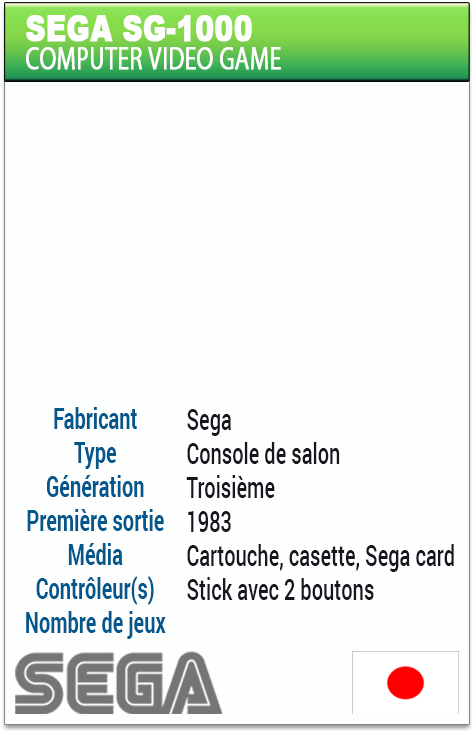 SEGA SG-1000
COMPUTER VIDEO GAME
Fabricant Sega
Type Console de salon
Génération Troisième
Première sortie 1983
Média Cartouche, casette, Sega card
Contrôleur(s) Stick avec 2 boutons
Nombre de jeux
SEGA